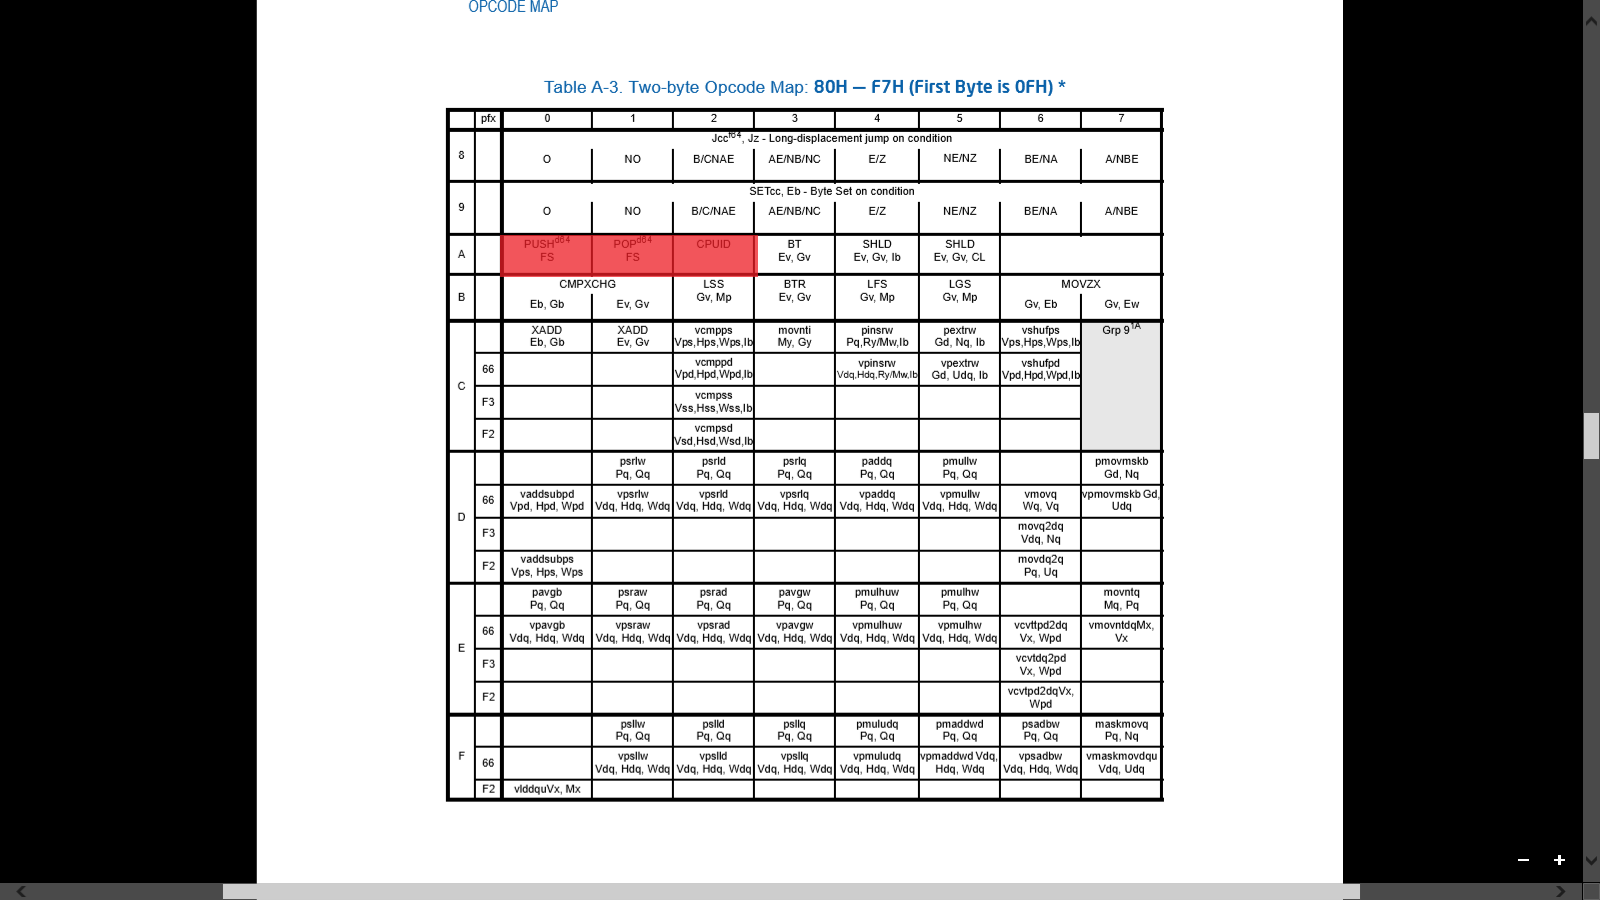 OPCODE MAP
Table A-3. Two-byte Opcode Map: 80H — F7H (First Byte is 0FH) *
pfx 0 1 2 3 4 5 6 7
8
Jccf64, Jz - Long-displacement jump on condition
O NO B/CNAE AE/NB/NC E/Z NE/NZ BE/NA A/NBE
9
SETcc, Eb - Byte Set on condition
O NO B/C/NAE AE/NB/NC E/Z NE/NZ BE/NA A/NBE
A
PUSHd64 POPd64 CPUID BT SHLD SHLD
FS FS Ev, Gv Ev, Gv, Ib Ev, Gv, CL
B
CMPXCHG LSS BTR LFS LGS MOVZX
Eb, Gb Ev, Gv Gv, Mp Ev, Gv Gv, Mp Gv, Mp Gv, Eb Gv, Ew
C
XADD XADD vcmpps movnti pinsrw pextrw vshufps Grp 91A
Eb, Gb Ev, Gv Vps,Hps,Wps,Ib My, Gy Pq,Ry/Mw,Ib Gd, Nq, Ib Vps,Hps,Wps,Ib
66 vcmppd vpinsrw vpextrw vshufpd
Vpd,Hpd,Wpd,Ib Vdq,Hdq,Ry/Mw,Ib Gd, Udq, Ib Vpd,Hpd,Wpd,Ib
F3 vcmpss
Vss,Hss,Wss,Ib
F2 vcmpsd
Vsd,Hsd,Wsd,Ib
D
psrlw psrld psrlq paddq pmullw pmovmskb
Pq, Qq Pq, Qq Pq, Qq Pq, Qq Pq, Qq Gd, Nq
66 vaddsubpd vpsrlw vpsrld vpsrlq vpaddq vpmullw vmovq vpmovmskb Gd,
Vpd, Hpd, Wpd Vdq, Hdq, Wdq Vdq, Hdq, Wdq Vdq, Hdq, Wdq Vdq, Hdq, Wdq Vdq, Hdq, Wdq Wq, Vq Udq
F3 movq2dq
Vdq, Nq
F2 vaddsubps movdq2q
Vps, Hps, Wps Pq, Uq
E
pavgb psraw psrad pavgw pmulhuw pmulhw movntq
Pq, Qq Pq, Qq Pq, Qq Pq, Qq Pq, Qq Pq, Qq Mq, Pq
66 vpavgb vpsraw vpsrad vpavgw vpmulhuw vpmulhw vcvttpd2dq vmovntdqMx,
Vdq, Hdq, Wdq Vdq, Hdq, Wdq Vdq, Hdq, Wdq Vdq, Hdq, Wdq Vdq, Hdq, Wdq Vdq, Hdq, Wdq Vx, Wpd Vx
F3 vcvtdq2pd
Vx, Wpd
F2 vcvtpd2dqVx,
Wpd
F
psllw pslld psllq pmuludq pmaddwd psadbw maskmovq
Pq, Qq Pq, Qq Pq, Qq Pq, Qq Pq, Qq Pq, Qq Pq, Nq
66 vpsllw vpslld vpsllq vpmuludq vpmaddwd Vdq, vpsadbw vmaskmovdqu
Vdq, Hdq, Wdq Vdq, Hdq, Wdq Vdq, Hdq, Wdq Vdq, Hdq, Wdq Hdq, Wdq Vdq, Hdq, Wdq Vdq, Udq
F2 vlddquVx, Mx